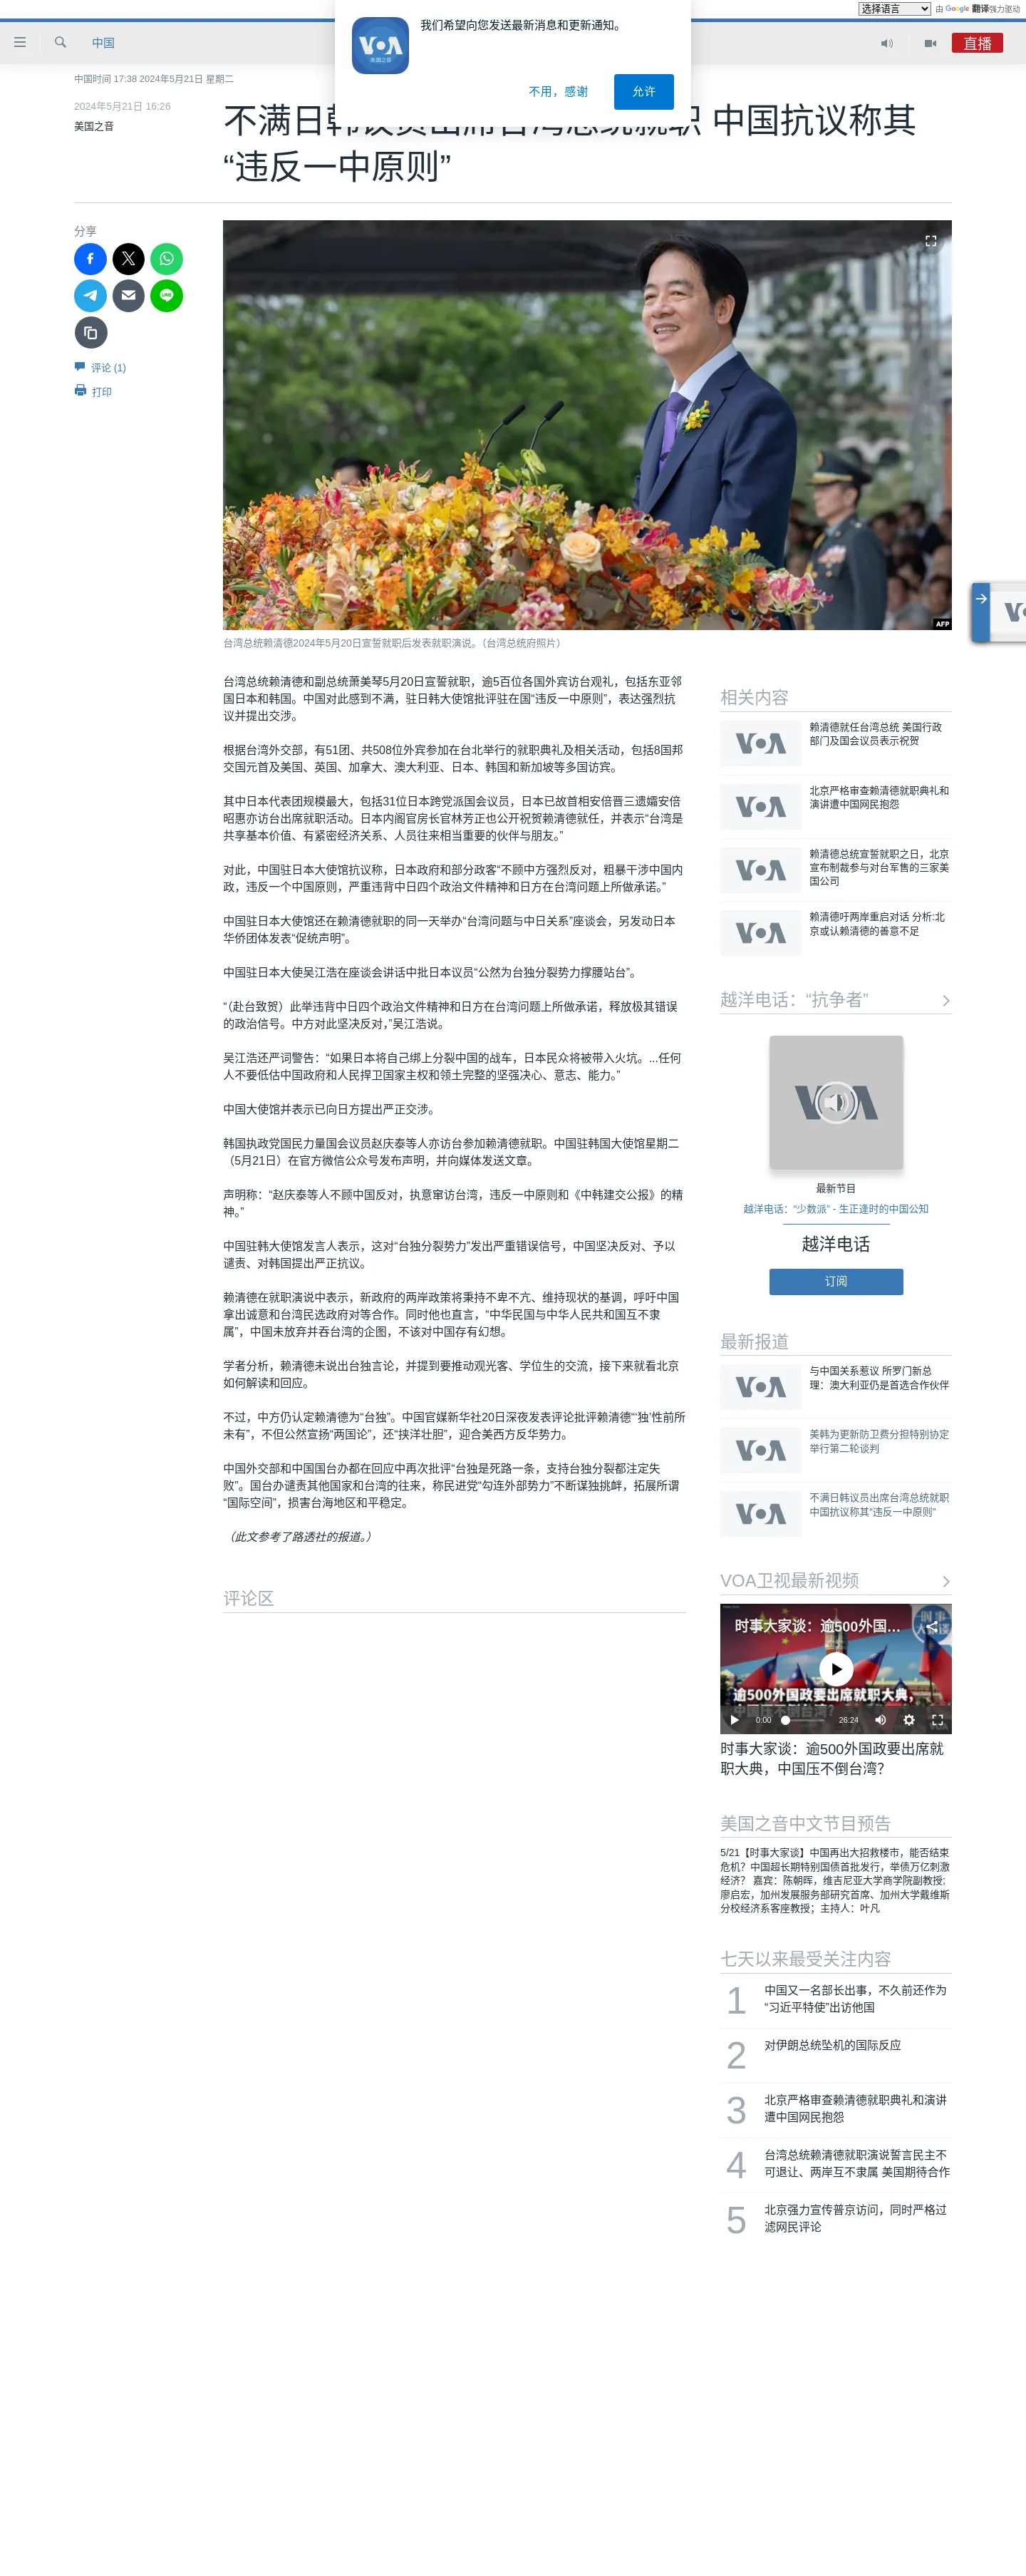 选择语言
由 Google 翻译强力驱动
我们希望向您发送最新消息和更新通知。
VOA
美国之音
不用，感谢
允许
中国
直播
中国时间 17:38 2024年5月21日 星期二
2024年5月21日 16:26
美国之音
不满日韩议员出席台湾总统就职 中国抗议称其
“违反一中原则”
分享
评论 (1)
打印
AFP
台湾总统赖清德2024年5月20日宣誓就职后发表就职演说。（台湾总统府照片）
台湾总统赖清德和副总统萧美琴5月20日宣誓就职，逾5百位各国外宾访台观礼，包括东亚邻
国日本和韩国。中国对此感到不满，驻日韩大使馆批评驻在国“违反一中原则”，表达强烈抗
议并提出交涉。
根据台湾外交部，有51团、共508位外宾参加在台北举行的就职典礼及相关活动，包括8国邦
交国元首及美国、英国、加拿大、澳大利亚、日本、韩国和新加坡等多国访宾。
其中日本代表团规模最大，包括31位日本跨党派国会议员，日本已故首相安倍晋三遗孀安倍
昭惠亦访台出席就职活动。日本内阁官房长官林芳正也公开祝贺赖清德就任，并表示“台湾是
共享基本价值、有紧密经济关系、人员往来相当重要的伙伴与朋友。”
对此，中国驻日本大使馆抗议称，日本政府和部分政客“不顾中方强烈反对，粗暴干涉中国内
政，违反一个中国原则，严重违背中日四个政治文件精神和日方在台湾问题上所做承诺。”
中国驻日本大使馆还在赖清德就职的同一天举办“台湾问题与中日关系”座谈会，另发动日本
华侨团体发表“促统声明”。
中国驻日本大使吴江浩在座谈会讲话中批日本议员“公然为台独分裂势力撑腰站台”。
“（赴台致贺）此举违背中日四个政治文件精神和日方在台湾问题上所做承诺，释放极其错误
的政治信号。中方对此坚决反对，”吴江浩说。
吴江浩还严词警告：“如果日本将自己绑上分裂中国的战车，日本民众将被带入火坑。...任何
人不要低估中国政府和人民捍卫国家主权和领土完整的坚强决心、意志、能力。”
中国大使馆并表示已向日方提出严正交涉。
韩国执政党国民力量国会议员赵庆泰等人亦访台参加赖清德就职。中国驻韩国大使馆星期二
（5月21日）在官方微信公众号发布声明，并向媒体发送文章。
声明称：“赵庆泰等人不顾中国反对，执意窜访台湾，违反一中原则和《中韩建交公报》的精
神。”
中国驻韩大使馆发言人表示，这对“台独分裂势力”发出严重错误信号，中国坚决反对、予以
谴责、对韩国提出严正抗议。
赖清德在就职演说中表示，新政府的两岸政策将秉持不卑不亢、维持现状的基调，呼吁中国
拿出诚意和台湾民选政府对等合作。同时他也直言，“中华民国与中华人民共和国互不隶
属”，中国未放弃并吞台湾的企图，不该对中国存有幻想。
学者分析，赖清德未说出台独言论，并提到要推动观光客、学位生的交流，接下来就看北京
如何解读和回应。
不过，中方仍认定赖清德为“台独”。中国官媒新华社20日深夜发表评论批评赖清德“‘独’性前所
未有”，不但公然宣扬“两国论”，还“挟洋壮胆”，迎合美西方反华势力。
中国外交部和中国国台办都在回应中再次批评“台独是死路一条，支持台独分裂都注定失
败”。国台办谴责其他国家和台湾的往来，称民进党“勾连外部势力”不断谋独挑衅，拓展所谓
“国际空间”，损害台海地区和平稳定。
（此文参考了路透社的报道。）
评论区
相关内容
VOA
赖清德就任台湾总统 美国行政
部门及国会议员表示祝贺
VOA
北京严格审查赖清德就职典礼和
演讲遭中国网民抱怨
VOA
赖清德总统宣誓就职之日，北京
宣布制裁参与对台军售的三家美
国公司
VOA
赖清德吁两岸重启对话 分析:北
京或认赖清德的善意不足
越洋电话：“抗争者”
最新节目
越洋电话：“少数派” - 生正逢时的中国公知
越洋电话
订阅
最新报道
VOA
与中国关系惹议 所罗门新总
理：澳大利亚仍是首选合作伙伴
VOA
美韩为更新防卫费分担特别协定
举行第二轮谈判
VOA
不满日韩议员出席台湾总统就职
中国抗议称其“违反一中原则”
VOA卫视最新视频
时事大家谈：逾500外国...
逾500外国政要出席就职大典，
0:00
26:24
时事大家谈：逾500外国政要出席就
职大典，中国压不倒台湾？
美国之音中文节目预告
5/21【时事大家谈】中国再出大招救楼市，能否结束
危机？中国超长期特别国债首批发行，举债万亿刺激
经济？ 嘉宾：陈朝晖，维吉尼亚大学商学院副教授;
廖启宏，加州发展服务部研究首席、加州大学戴维斯
分校经济系客座教授；主持人：叶凡
七天以来最受关注内容
1
中国又一名部长出事，不久前还作为
“习近平特使”出访他国
2
对伊朗总统坠机的国际反应
3
北京严格审查赖清德就职典礼和演讲
遭中国网民抱怨
4
台湾总统赖清德就职演说誓言民主不
可退让、两岸互不隶属 美国期待合作
5
北京强力宣传普京访问，同时严格过
滤网民评论